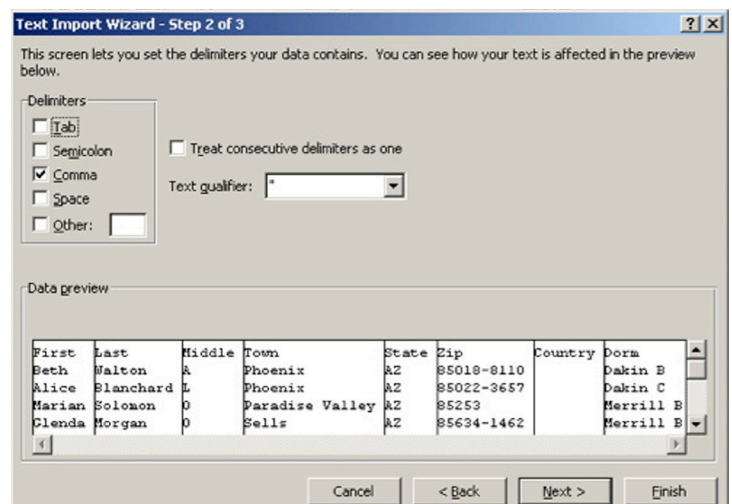 Text Import Wizard - Step 2 of 3
This screen lets you set the delimiters your data contains. You can see how your text is affected in the preview
below.
Delimiters
Tab
Semicolon
Comma
Space
Other:
Treat consecutive delimiters as one
Text qualifier: "
Data preview
First Last Middle Town State Zip Country Dorm
Beth Walton A Phoenix AZ 85018-8110 Dakin B
Alice Blanchard L Phoenix AZ 85022-3657 Dakin C
Marian Solomon O Paradise Valley AZ 85253 Merrill B
Glenda Morgan O Sells AZ 85634-1462 Merrill B
Cancel < Back Next > Finish